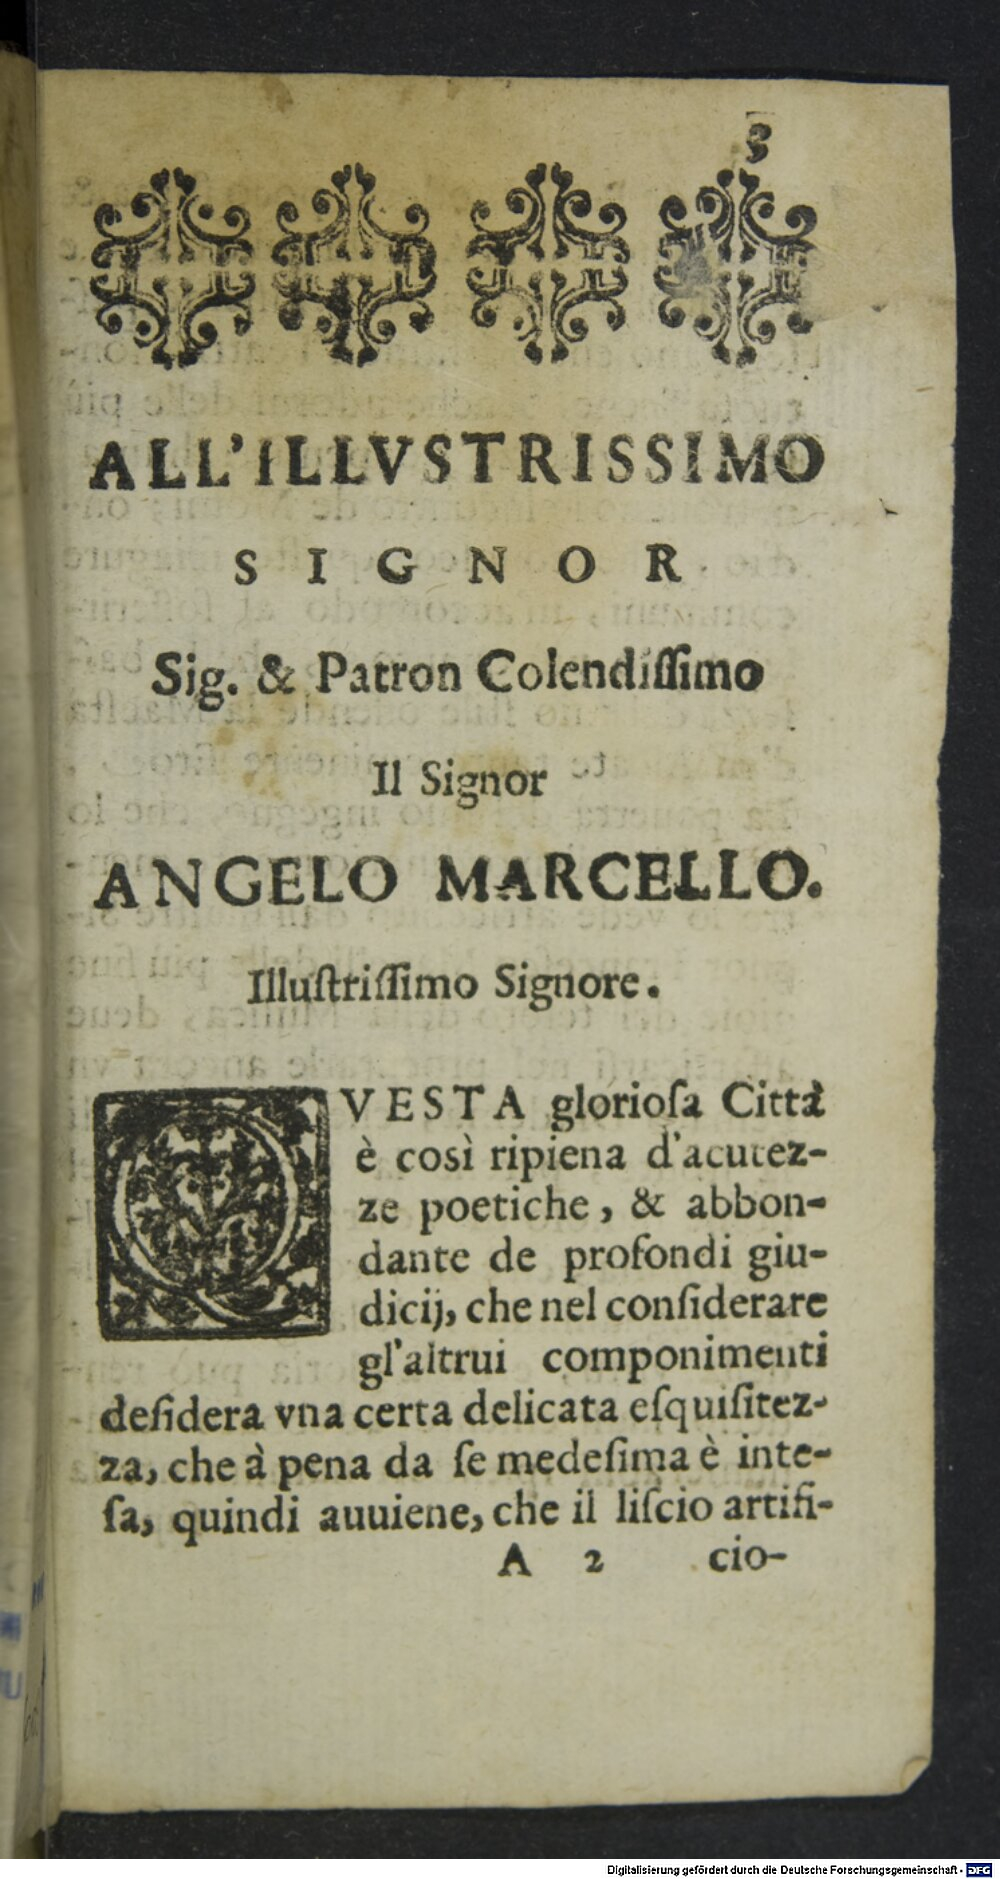 3
ALL'ILLVSTRISSIMO
SIGNOR
Sig. & Patron Colendiſſimo
Il Signor
ANGELO MARCELLO.
Illuſtriſſimo Signore.
QVESTA glorioſa Città
è così ripiena d'acutez-
ze poetiche, & abbon-
dante de profondi giu-
dicij, che nel conſiderare
gl'altrui componimenti
deſidera vna certa delicata eſquiſitez-
za, che à pena da ſe medeſima è inte-
ſa, quindi auuiene, che il liſcio artifi-
A 2 cio-
Digitalisierung gefördert durch die Deutsche Forschungsgemeinschaft - DFG